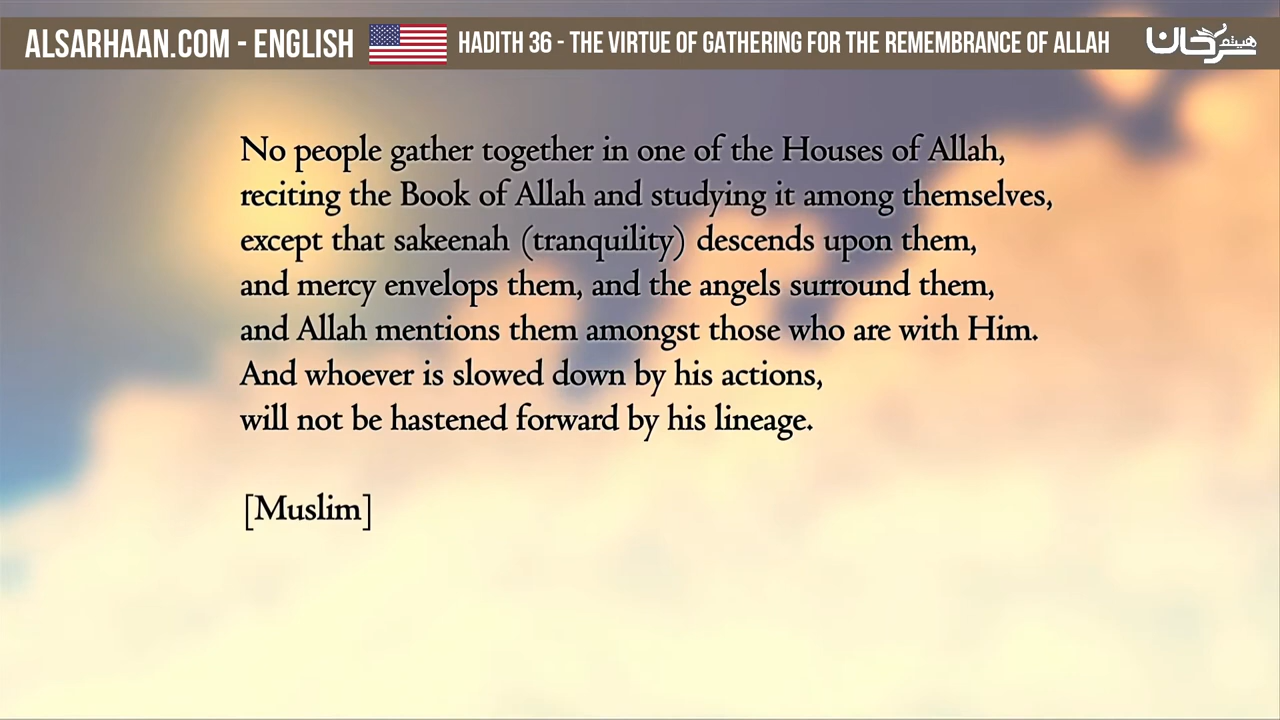 ALSARHAAN.COM - ENGLISH HADITH 36 - THE VIRTUE OF GATHERING FOR THE REMEMBRANCE OF ALLAH هيثم سرحان
No people gather together in one of the Houses of Allah,
reciting the Book of Allah and studying it among themselves,
except that sakeenah (tranquility) descends upon them,
and mercy envelops them, and the angels surround them,
and Allah mentions them amongst those who are with Him.
And whoever is slowed down by his actions,
will not be hastened forward by his lineage.
[Muslim]